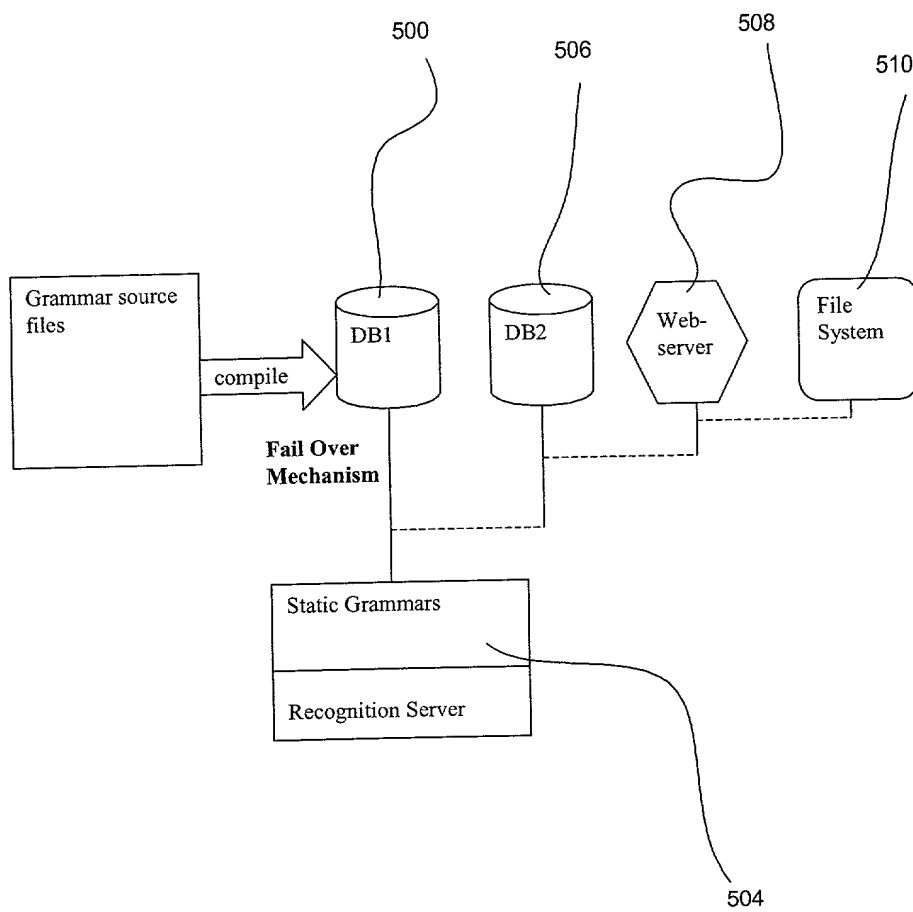 500
506
508
510
Grammar source
files
compile
DB1
DB2
Web-
server
File
System
Fail Over
Mechanism
Static Grammars
Recognition Server
504